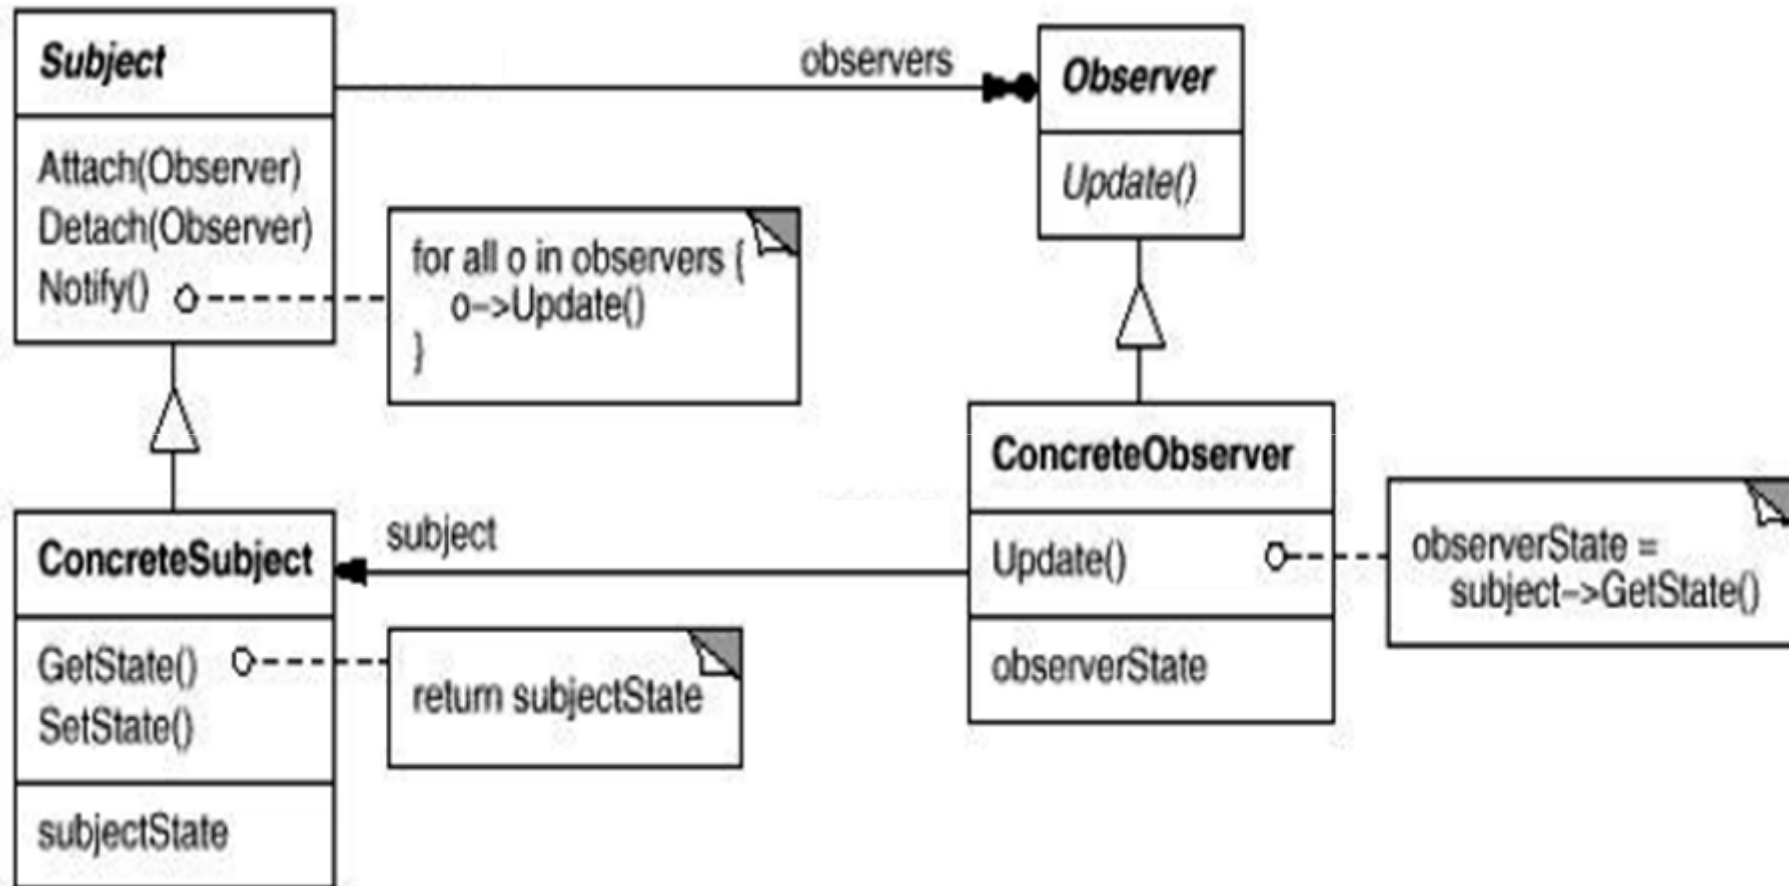 Subject
Attach(Observer)
Detach(Observer)
Notify()
for all o in observers {
o->Update()
}
observers
Observer
Update()
ConcreteSubject
GetState()
SetState()
subjectState
return subjectState
subject
ConcreteObserver
Update()
observerState
observerState =
subject->GetState()